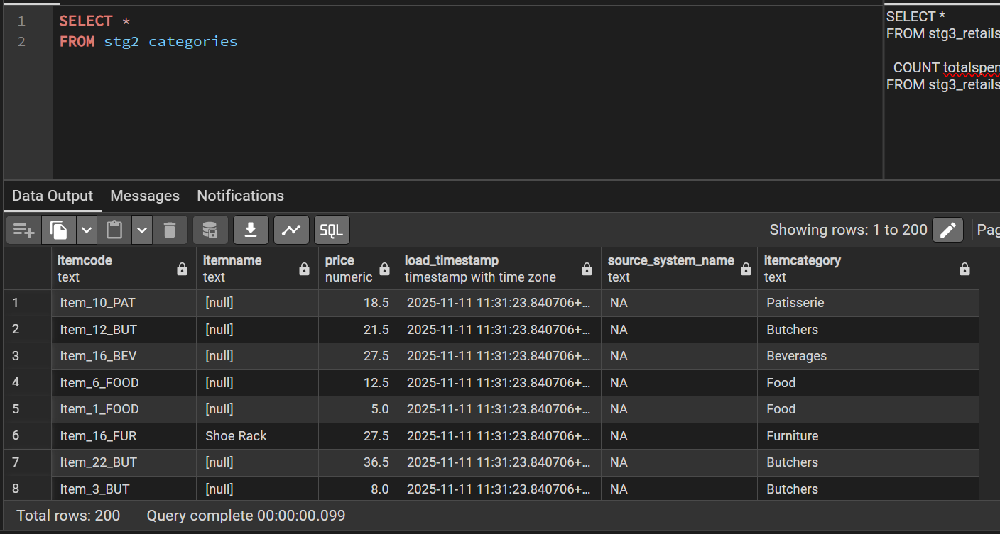 1 SELECT *
2 FROM stg2_categories
SELECT *
FROM stg3_retails
COUNT totalspen
FROM stg3_retails
Data Output Messages Notifications
SQL Showing rows: 1 to 200 Pag
itemcode itemname price load_timestamp source_system_name itemcategory
text text numeric timestamp with time zone text text
1 Item_10_PAT [null] 18.5 2025-11-11 11:31:23.840706+... NA Patisserie
2 Item_12_BUT [null] 21.5 2025-11-11 11:31:23.840706+... NA Butchers
3 Item_16_BEV [null] 27.5 2025-11-11 11:31:23.840706+... NA Beverages
4 Item_6_FOOD [null] 12.5 2025-11-11 11:31:23.840706+... NA Food
5 Item_1_FOOD [null] 5.0 2025-11-11 11:31:23.840706+... NA Food
6 Item_16_FUR Shoe Rack 27.5 2025-11-11 11:31:23.840706+... NA Furniture
7 Item_22_BUT [null] 36.5 2025-11-11 11:31:23.840706+... NA Butchers
8 Item_3_BUT [null] 8.0 2025-11-11 11:31:23.840706+... NA Butchers
Total rows: 200 Query complete 00:00:00.099